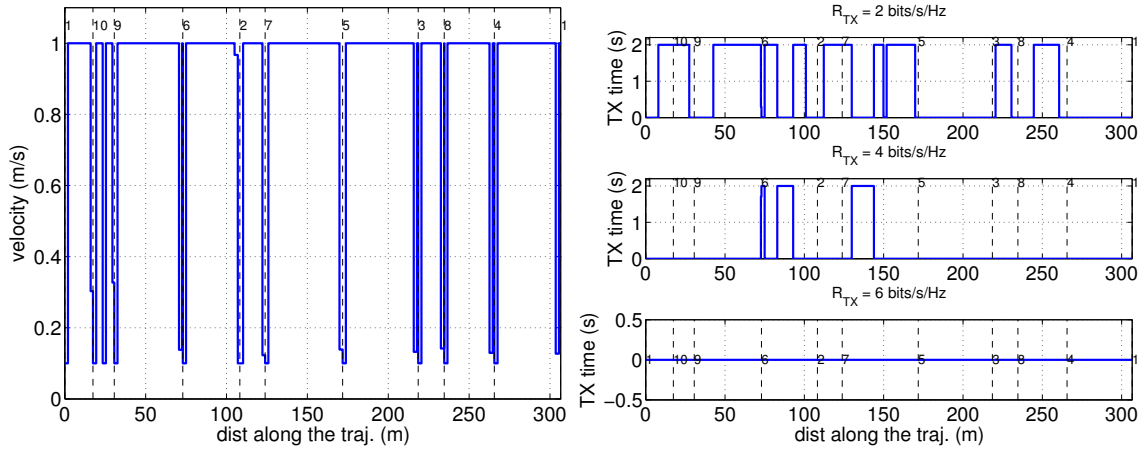 1 10 9 6 2 7 5 3 8 4 1
1
0.8
0.6
0.4
0.2
0
0 50 100 150 200 250 300
velocity (m/s)
dist along the traj. (m)
R_TX = 2 bits/s/Hz
1 10 9 6 2 7 5 3 8 4 1
2
1
0
0 50 100 150 200 250 300
TX time (s)
R_TX = 4 bits/s/Hz
1 10 9 6 2 7 5 3 8 4 1
2
1
0
0 50 100 150 200 250 300
TX time (s)
R_TX = 6 bits/s/Hz
0.5
0
−0.5
1 10 9 6 2 7 5 3 8 4 1
0 50 100 150 200 250 300
TX time (s)
dist along the traj. (m)